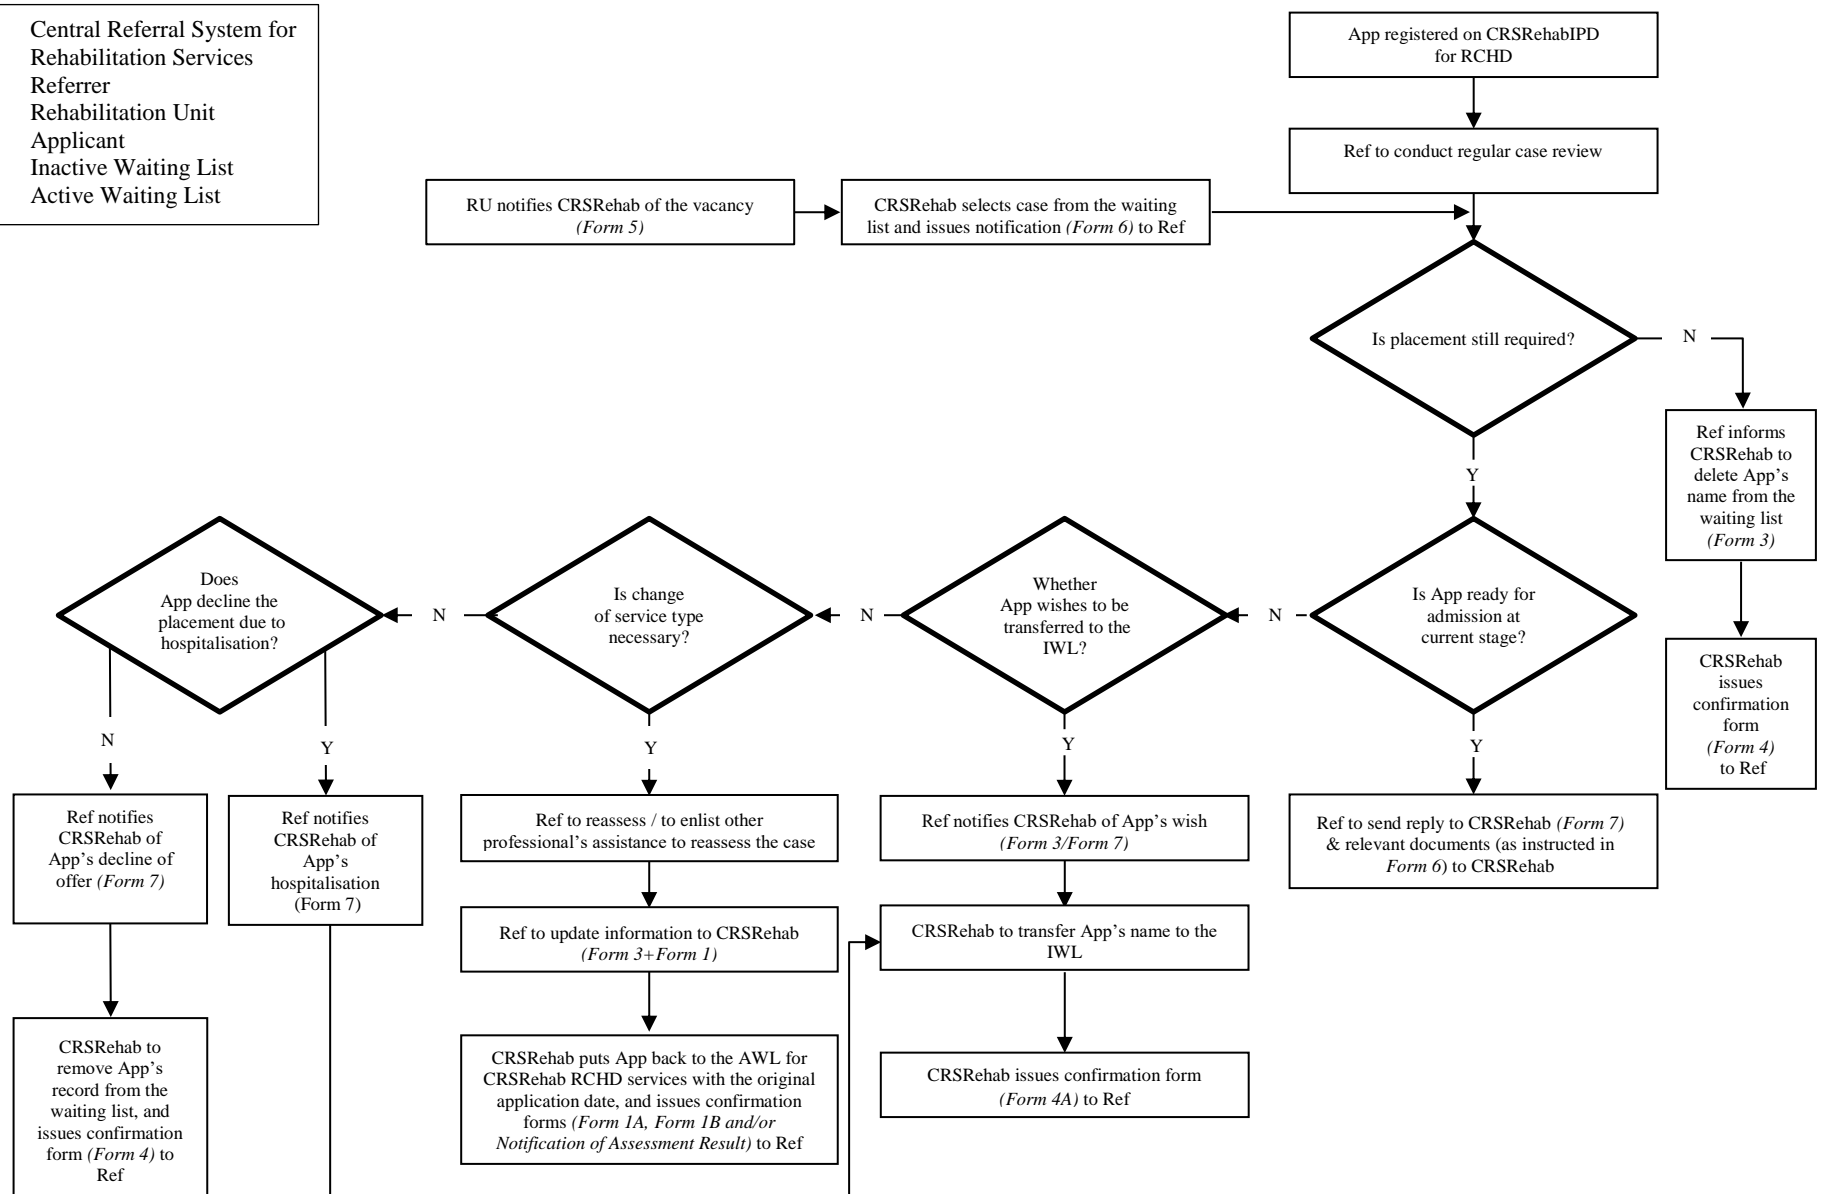 Central Referral System for
Rehabilitation Services
Referrer
Rehabilitation Unit
Applicant
Inactive Waiting List
Active Waiting List
App registered on CRSRehabIPD
for RCHD
Ref to conduct regular case review
RU notifies CRSRehab of the vacancy
(Form 5)
CRSRehab selects case from the waiting
list and issues notification (Form 6) to Ref
Is placement still required?
N
Ref informs
CRSRehab to
delete App's
name from the
waiting list
(Form 3)
CRSRehab
issues
confirmation
form
(Form 4)
to Ref
Y
Is App ready for
admission at
current stage?
N
Whether
App wishes to be
transferred to the
IWL?
N
Is change
of service type
necessary?
N
Does
App decline the
placement due to
hospitalisation?
N
Y
Y
Y
Y
Ref notifies
CRSRehab of
App's decline of
offer (Form 7)
Ref notifies
CRSRehab of
App's
hospitalisation
(Form 7)
Ref to reassess / to enlist other
professional's assistance to reassess the case
Ref notifies CRSRehab of App's wish
(Form 3/Form 7)
Ref to send reply to CRSRehab (Form 7)
& relevant documents (as instructed in
Form 6) to CRSRehab
Ref to update information to CRSRehab
(Form 3+Form 1)
CRSRehab to transfer App's name to the
IWL
CRSRehab to
remove App's
record from the
waiting list, and
issues confirmation
form (Form 4) to
Ref
CRSRehab puts App back to the AWL for
CRSRehab RCHD services with the original
application date, and issues confirmation
forms (Form 1A, Form 1B and/or
Notification of Assessment Result) to Ref
CRSRehab issues confirmation form
(Form 4A) to Ref